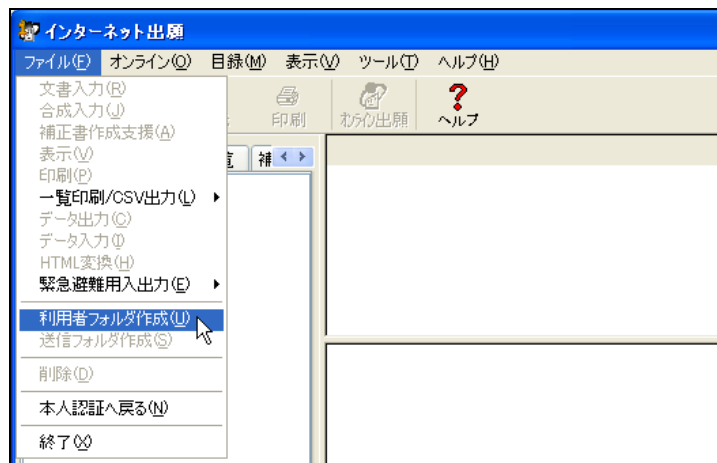 インターネット出願
ファイル(F) オンライン(O) 目録(M) 表示(V) ツール(T) ヘルプ(H)
文書入力(R)
合成入力(J)
補正書作成支援(A)
表示(V)
印刷(P)
一覧印刷/CSV出力(L)
データ出力(C)
データ入力(I)
HTML変換(H)
緊急避難用入出力(E)
利用者フォルダ作成(U)
送信フォルダ作成(S)
削除(D)
本人認証へ戻る(N)
終了(X)
印刷 オンライン出願 ヘルプ
覧 補